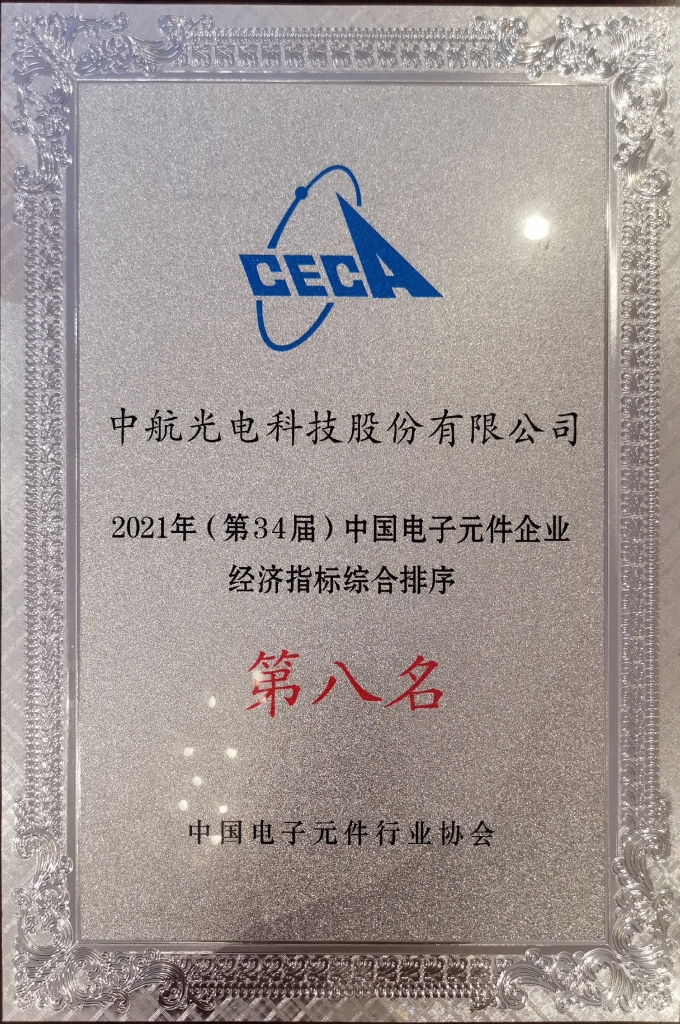 CECA
中航光电科技股份有限公司
2021年(第34届)中国电子元件企业
经济指标综合排序
第八名
中国电子元件行业协会